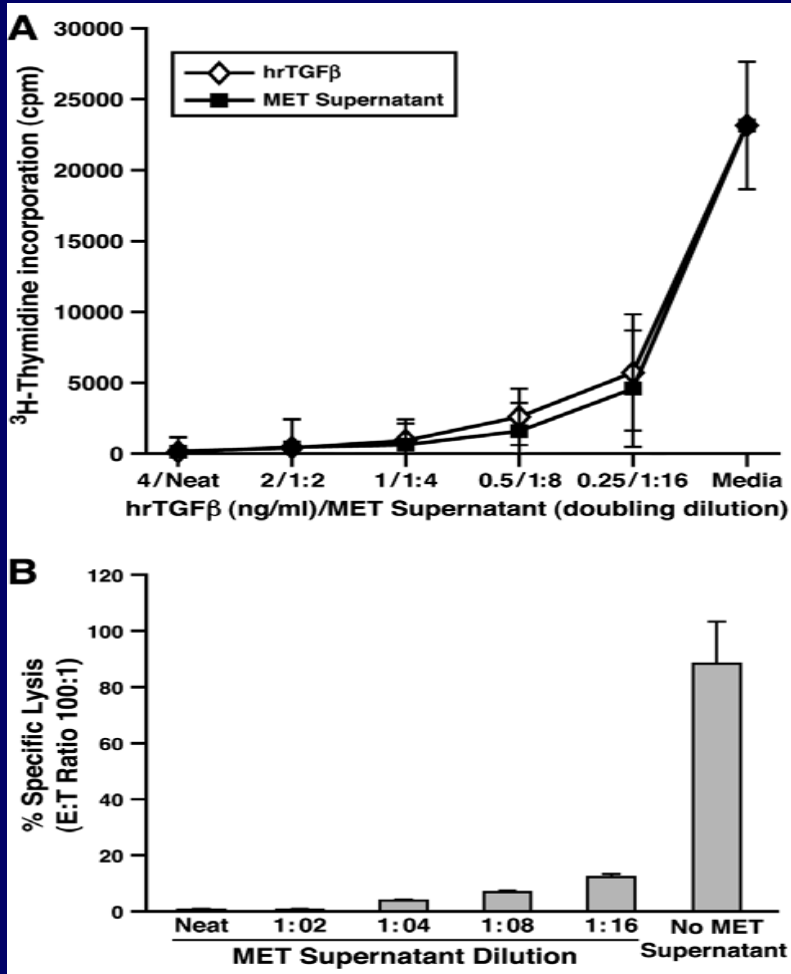 A
30000
25000
20000
15000
10000
5000
0
³H-Thymidine incorporation (cpm)
hrTGFβ
MET Supernatant
4/Neat 2/1:2 1/1:4 0.5/1:8 0.25/1:16 Media
hrTGFβ (ng/ml)/MET Supernatant (doubling dilution)
B
120
100
80
60
40
20
0
% Specific Lysis
(E:T Ratio 100:1)
Neat 1:02 1:04 1:08 1:16 No MET
Supernatant
MET Supernatant Dilution